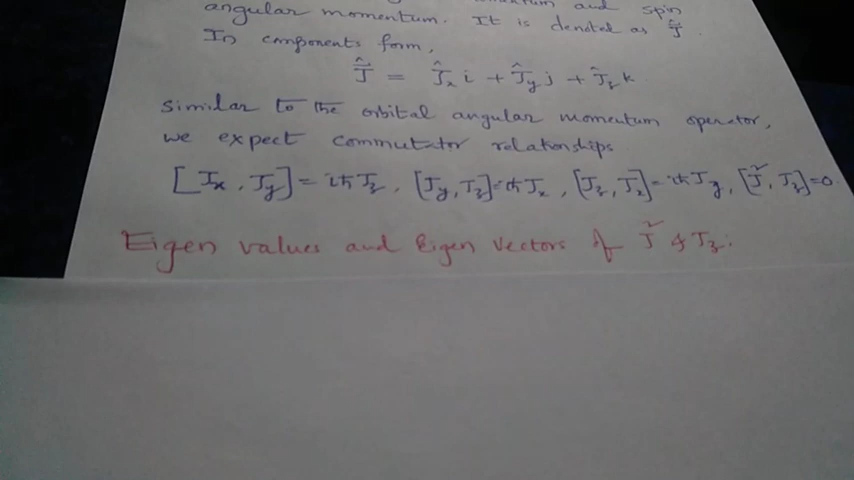 and spin
angular momentum. It is denoted as Ĵ.
In components form,
Ĵ = Ĵx i + Ĵy j + Ĵz k
Similar to the orbital angular momentum operator,
we expect commutator relationships
[Jx, Jy] = iħJz, [Jy, Jz] = iħJx, [Jz, Jx] = iħJy, [J², Jz] = 0
Eigen values and Eigen vectors of J² & Jz.